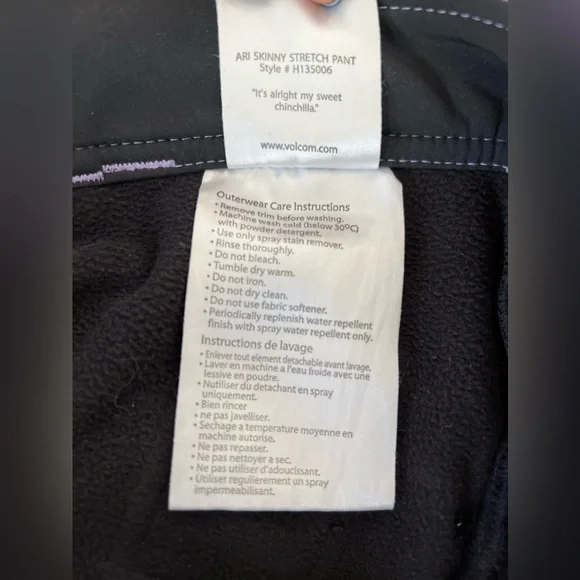 ARI SKINNY STRETCH PANT
Style # H135006
"It's alright my sweet
chinchilla."
www.volcom.com
Outerwear Care Instructions
• Remove trim before washing.
• Machine wash cold (below 30ºC)
with powder detergent.
• Use only spray stain remover.
• Rinse thoroughly.
• Do not bleach.
• Tumble dry warm.
• Do not iron.
• Do not dry clean.
• Do not use fabric softener.
• Periodically replenish water repellent
finish with spray water repellent only.
Instructions de lavage
• Enlever tout element detachable avant lavage.
• Laver en machine a l'eau froide avec une
lessive en poudre.
• Nutiliser du detachant en spray
uniquement.
• Bien rincer
• ne pas javelliser.
• Sechage a temperature moyenne en
machine autorise.
• Ne pas repasser.
• Ne pas nettoyer a sec.
• Ne pas utiliser d'adoucissant.
• Utiliser regulierement un spray
impermeabilisant.